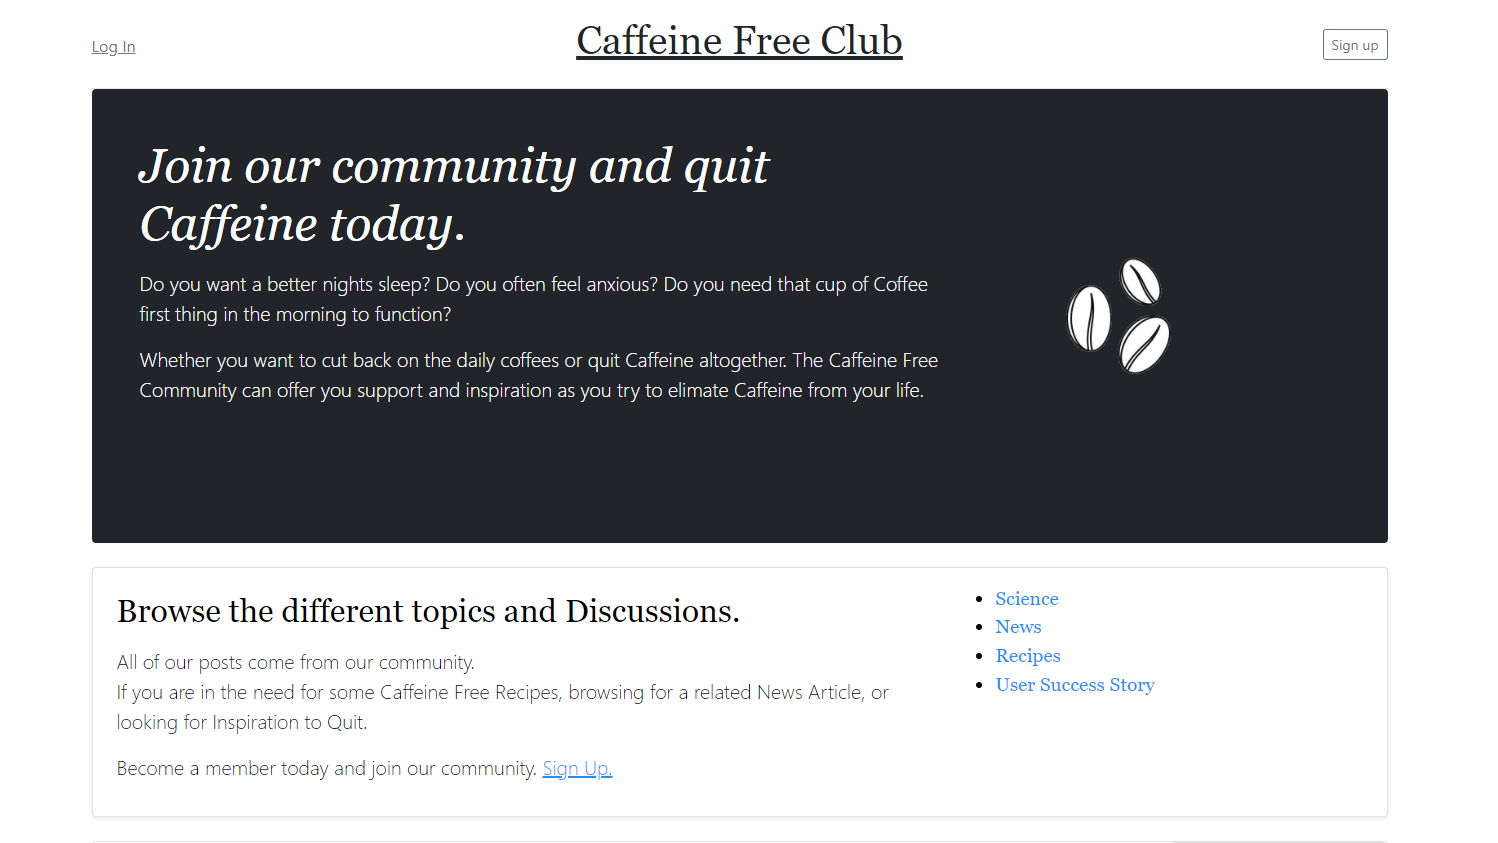 Log In
Caffeine Free Club
Sign up
Join our community and quit
Caffeine today.
Do you want a better nights sleep? Do you often feel anxious? Do you need that cup of Coffee
first thing in the morning to function?
Whether you want to cut back on the daily coffees or quit Caffeine altogether. The Caffeine Free
Community can offer you support and inspiration as you try to elimate Caffeine from your life.
Browse the different topics and Discussions.
All of our posts come from our community.
If you are in the need for some Caffeine Free Recipes, browsing for a related News Article, or
looking for Inspiration to Quit.
Become a member today and join our community. Sign Up.
Science
News
Recipes
User Success Story